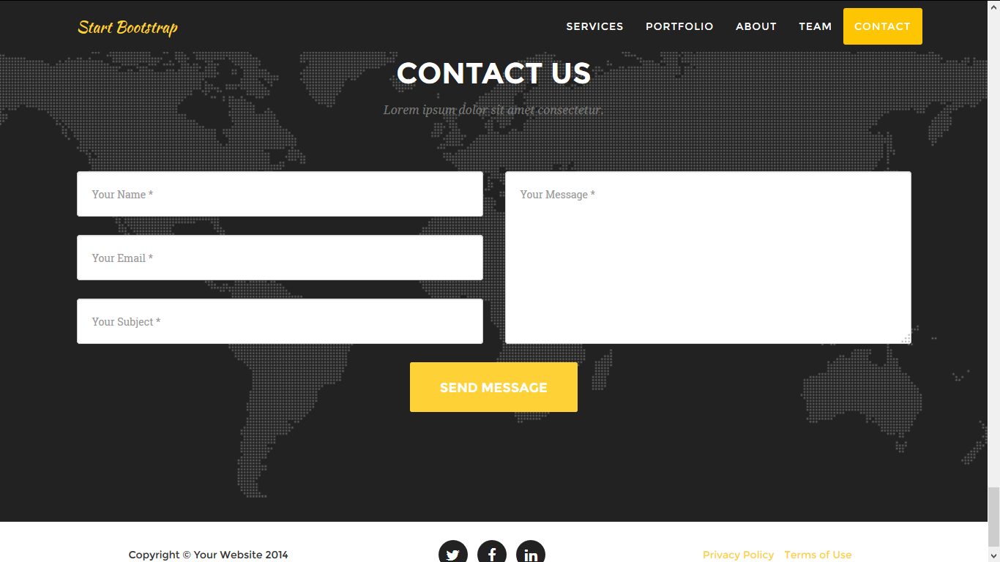 Start Bootstrap
SERVICES PORTFOLIO ABOUT TEAM CONTACT
CONTACT US
Lorem ipsum dolor sit amet consectetur.
Your Name *
Your Email *
Your Subject *
Your Message *
SEND MESSAGE
Copyright © Your Website 2014
Privacy Policy Terms of Use